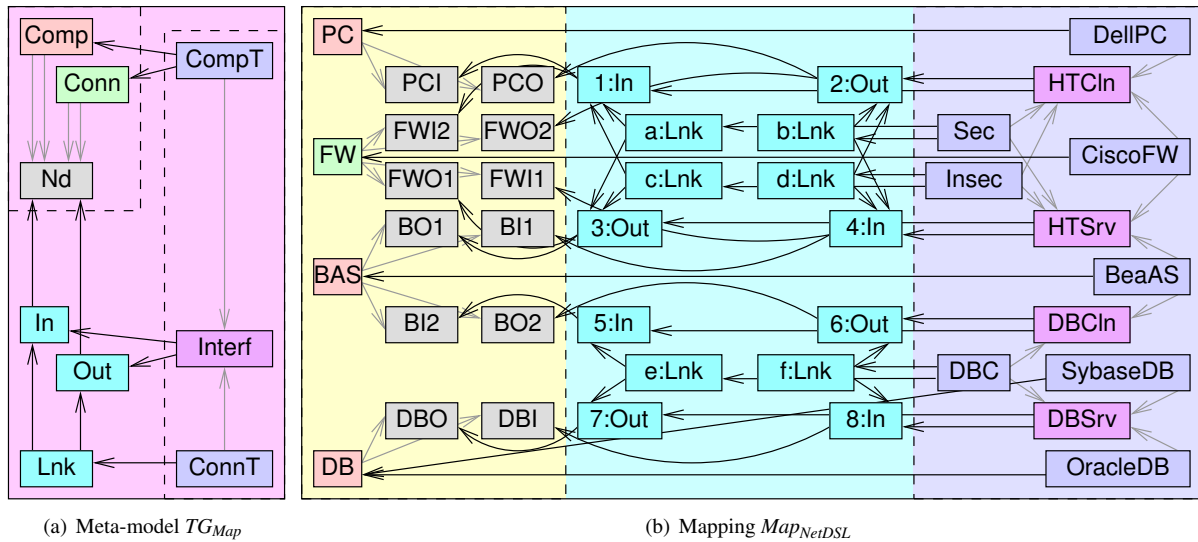 Comp
CompT
Conn
Nd
In
Interf
Out
Lnk
ConnT
PC
DellPC
PCI PCO 1:In 2:Out HTCln
FWI2 FWO2 a:Lnk b:Lnk Sec
FW
CiscoFW
FWO1 FWI1 c:Lnk d:Lnk Insec
BO1 BI1 3:Out 4:In HTSrv
BAS
BeaAS
BI2 BO2 5:In 6:Out DBCln
e:Lnk f:Lnk DBC SybaseDB
DBO DBI 7:Out 8:In DBSrv
DB
OracleDB
(a) Meta-model TG_Map
(b) Mapping Map_NetDSL